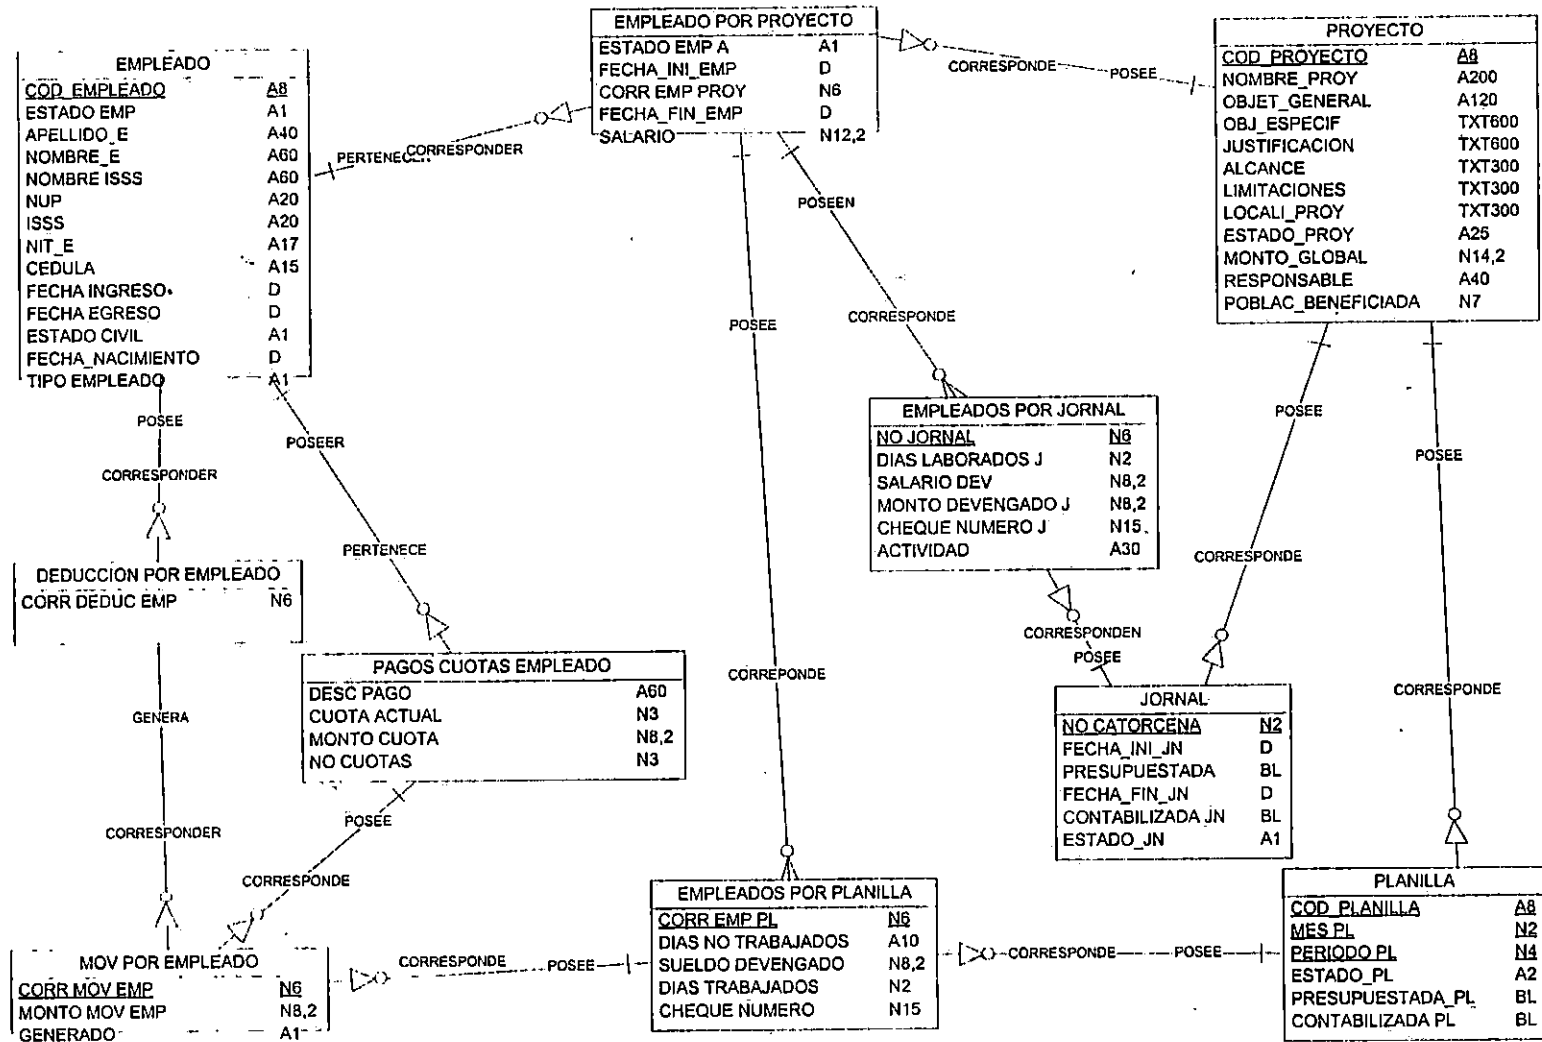 EMPLEADO POR PROYECTO
ESTADO EMP A A1
FECHA_INI_EMP D
CORR EMP PROY N6
FECHA_FIN_EMP D
SALARIO N12,2
PROYECTO
COD_PROYECTO A8
NOMBRE_PROY A200
OBJET_GENERAL A120
OBJ_ESPECIF TXT600
JUSTIFICACION TXT600
ALCANCE TXT300
LIMITACIONES TXT300
LOCALI_PROY TXT300
ESTADO_PROY A25
MONTO_GLOBAL N14,2
RESPONSABLE A40
POBLAC_BENEFICIADA N7
CORRESPONDE
POSEE
EMPLEADO
COD_EMPLEADO A8
ESTADO EMP A1
APELLIDO_E A40
NOMBRE_E A60
NOMBRE ISSS A60
NUP A20
ISSS A20
NIT_E A17
CEDULA A15
FECHA INGRESO D
FECHA EGRESO D
ESTADO CIVIL A1
FECHA_NACIMIENTO D
TIPO EMPLEADO A1
CORRESPONDER
POSEEN
CORRESPONDE
POSEE
CORREPONDE
POSEE
CORRESPONDER
POSEER
PERTENECE
EMPLEADOS POR JORNAL
NO JORNAL N6
DIAS LABORADOS J N2
SALARIO DEV N8,2
MONTO DEVENGADO J N8,2
CHEQUE NUMERO J N15
ACTIVIDAD A30
POSEE
CORRESPONDE
POSEE
CORRESPONDE
CORRESPONDEN
POSEE
DEDUCCION POR EMPLEADO
CORR DEDUC EMP N6
GENERA
CORRESPONDER
PAGOS CUOTAS EMPLEADO
DESC PAGO A60
CUOTA ACTUAL N3
MONTO CUOTA N8,2
NO CUOTAS N3
POSEE
CORRESPONDE
JORNAL
NO CATORCENA N2
FECHA_INI_JN D
PRESUPUESTADA BL
FECHA_FIN_JN D
CONTABILIZADA JN BL
ESTADO_JN A1
MOV POR EMPLEADO
CORR MOV EMP N6
MONTO MOV EMP N8,2
GENERADO A1
CORRESPONDE
POSEE
EMPLEADOS POR PLANILLA
CORR EMP PL N6
DIAS NO TRABAJADOS A10
SUELDO DEVENGADO N8,2
DIAS TRABAJADOS N2
CHEQUE NUMERO N15
CORRESPONDE
POSEE
PLANILLA
COD_PLANILLA A8
MES PL N2
PERIODO PL N4
ESTADO_PL A2
PRESUPUESTADA_PL BL
CONTABILIZADA PL BL